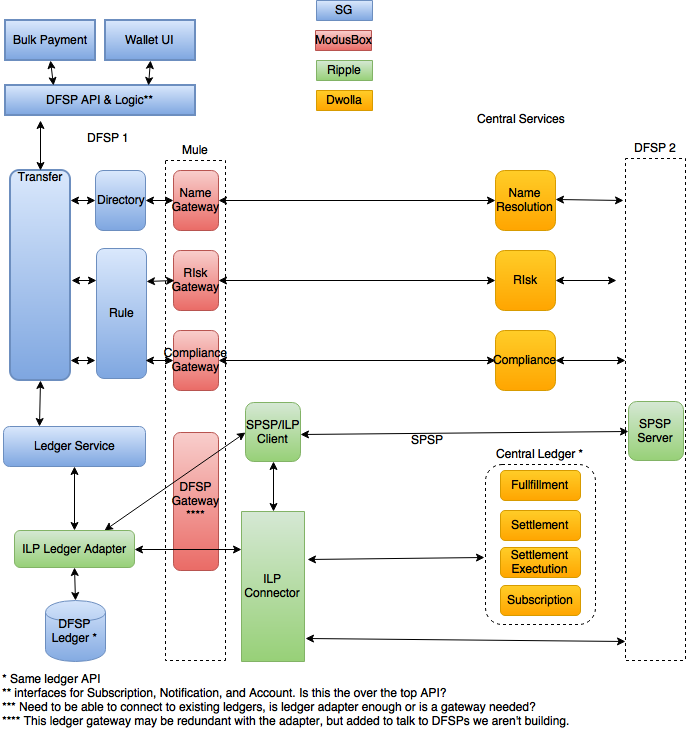 SG
Bulk Payment
Wallet UI
ModusBox
Ripple
DFSP API & Logic**
Dwolla
Central Services
DFSP 1
Mule
DFSP 2
Transfer
Directory
Name
Gateway
Name
Resolution
RIsk
Gateway
RIsk
Rule
Compliance
Gateway
Compliance
SPSP/ILP
Client
SPSP
SPSP
Server
Ledger Service
Central Ledger *
DFSP
Gateway
****
Fullfillment
Settlement
ILP Ledger Adapter
Settlement
Exectution
ILP
Connector
Subscription
DFSP
Ledger *
* Same ledger API
** interfaces for Subscription, Notification, and Account. Is this the over the top API?
*** Need to be able to connect to existing ledgers, is ledger adapter enough or is a gateway needed?
**** This ledger gateway may be redundant with the adapter, but added to talk to DFSPs we aren't building.